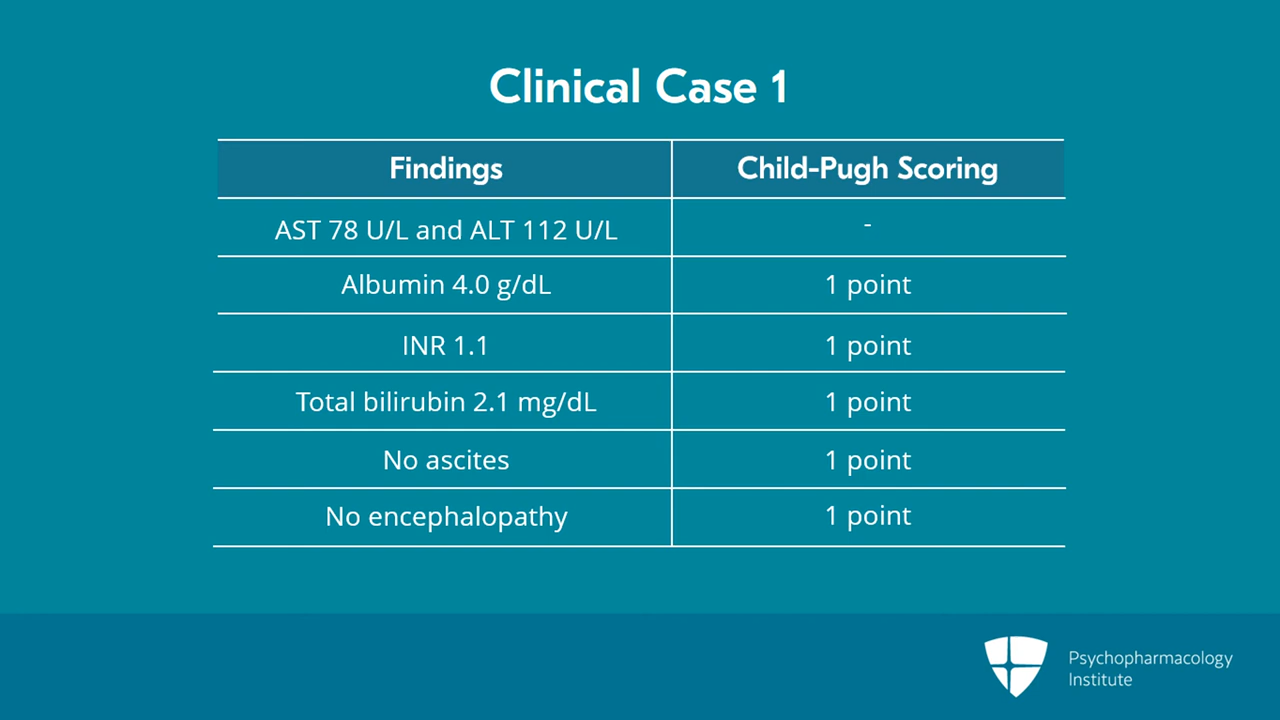 Clinical Case 1
Findings Child-Pugh Scoring
AST 78 U/L and ALT 112 U/L -
Albumin 4.0 g/dL 1 point
INR 1.1 1 point
Total bilirubin 2.1 mg/dL 1 point
No ascites 1 point
No encephalopathy 1 point
Psychopharmacology
Institute